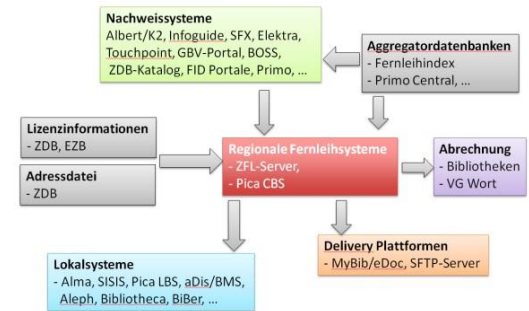 Nachweissysteme
Albert/K2, Infoguide, SFX, Elektra,
Touchpoint, GBV-Portal, BOSS,
ZDB-Katalog, FID Portale, Primo, ...
Aggregatordatenbanken
- Fernleihindex
- Primo Central, ...
Lizenzinformationen
- ZDB, EZB
Adressdatei
- ZDB
Regionale Fernleihsysteme
- ZFL-Server,
- Pica CBS
Abrechnung
- Bibliotheken
- VG Wort
Lokalsysteme
- Alma, SISIS, Pica LBS, aDis/BMS,
Aleph, Bibliotheca, BiBer, ...
Delivery Plattformen
- MyBib/eDoc, SFTP-Server